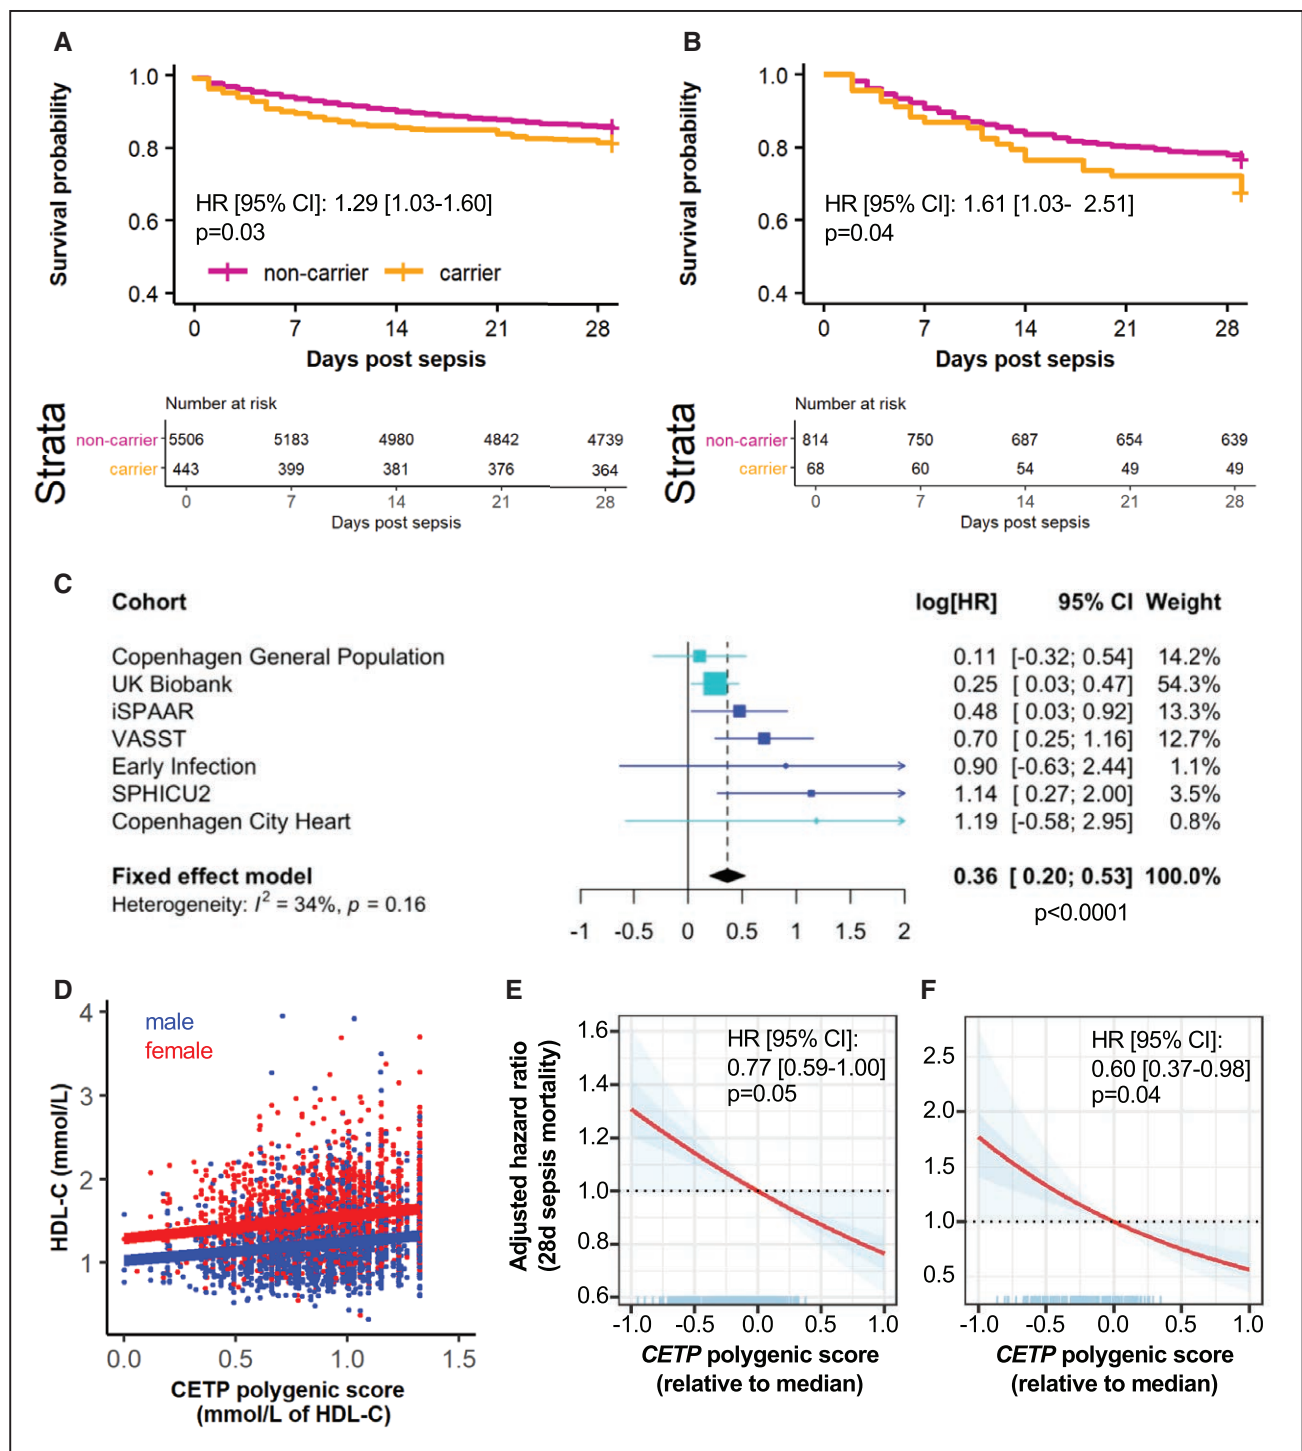 A
Survival probability
1.0
0.8
0.6
0.4
HR [95% CI]: 1.29 [1.03-1.60]
p=0.03
non-carrier carrier
0 7 14 21 28
Days post sepsis
Strata
Number at risk
non-carrier 5506 5183 4980 4842 4739
carrier 443 399 381 376 364
0 7 14 21 28
Days post sepsis
B
Survival probability
1.0
0.8
0.6
0.4
HR [95% CI]: 1.61 [1.03- 2.51]
p=0.04
0 7 14 21 28
Days post sepsis
Strata
Number at risk
non-carrier 814 750 687 654 639
carrier 68 60 54 49 49
0 7 14 21 28
Days post sepsis
C
Cohort log[HR] 95% CI Weight
Copenhagen General Population 0.11 [-0.32; 0.54] 14.2%
UK Biobank 0.25 [ 0.03; 0.47] 54.3%
iSPAAR 0.48 [ 0.03; 0.92] 13.3%
VASST 0.70 [ 0.25; 1.16] 12.7%
Early Infection 0.90 [-0.63; 2.44] 1.1%
SPHICU2 1.14 [ 0.27; 2.00] 3.5%
Copenhagen City Heart 1.19 [-0.58; 2.95] 0.8%
Fixed effect model 0.36 [ 0.20; 0.53] 100.0%
Heterogeneity: I² = 34%, p = 0.16
p<0.0001
-1 -0.5 0 0.5 1 1.5 2
D
HDL-C (mmol/L)
4
3
2
1
male
female
0.0 0.5 1.0 1.5
CETP polygenic score
(mmol/L of HDL-C)
E
Adjusted hazard ratio
(28d sepsis mortality)
1.6
1.4
1.2
1.0
0.8
0.6
HR [95% CI]:
0.77 [0.59-1.00]
p=0.05
-1.0 -0.5 0.0 0.5 1.0
CETP polygenic score
(relative to median)
F
2.5
2.0
1.5
1.0
0.5
HR [95% CI]:
0.60 [0.37-0.98]
p=0.04
-1.0 -0.5 0.0 0.5 1.0
CETP polygenic score
(relative to median)